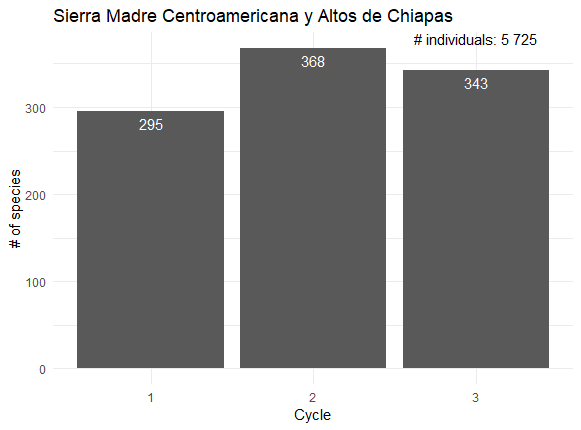 Sierra Madre Centroamericana y Altos de Chiapas
# individuals: 5 725
368
343
295
300
200
100
0
# of species
1 2 3
Cycle